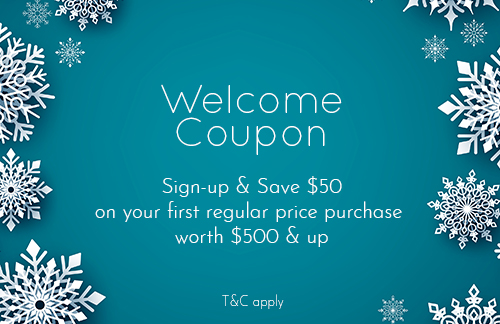 Welcome
Coupon
Sign-up & Save $50
on your first regular price purchase
worth $500 & up
T&C apply